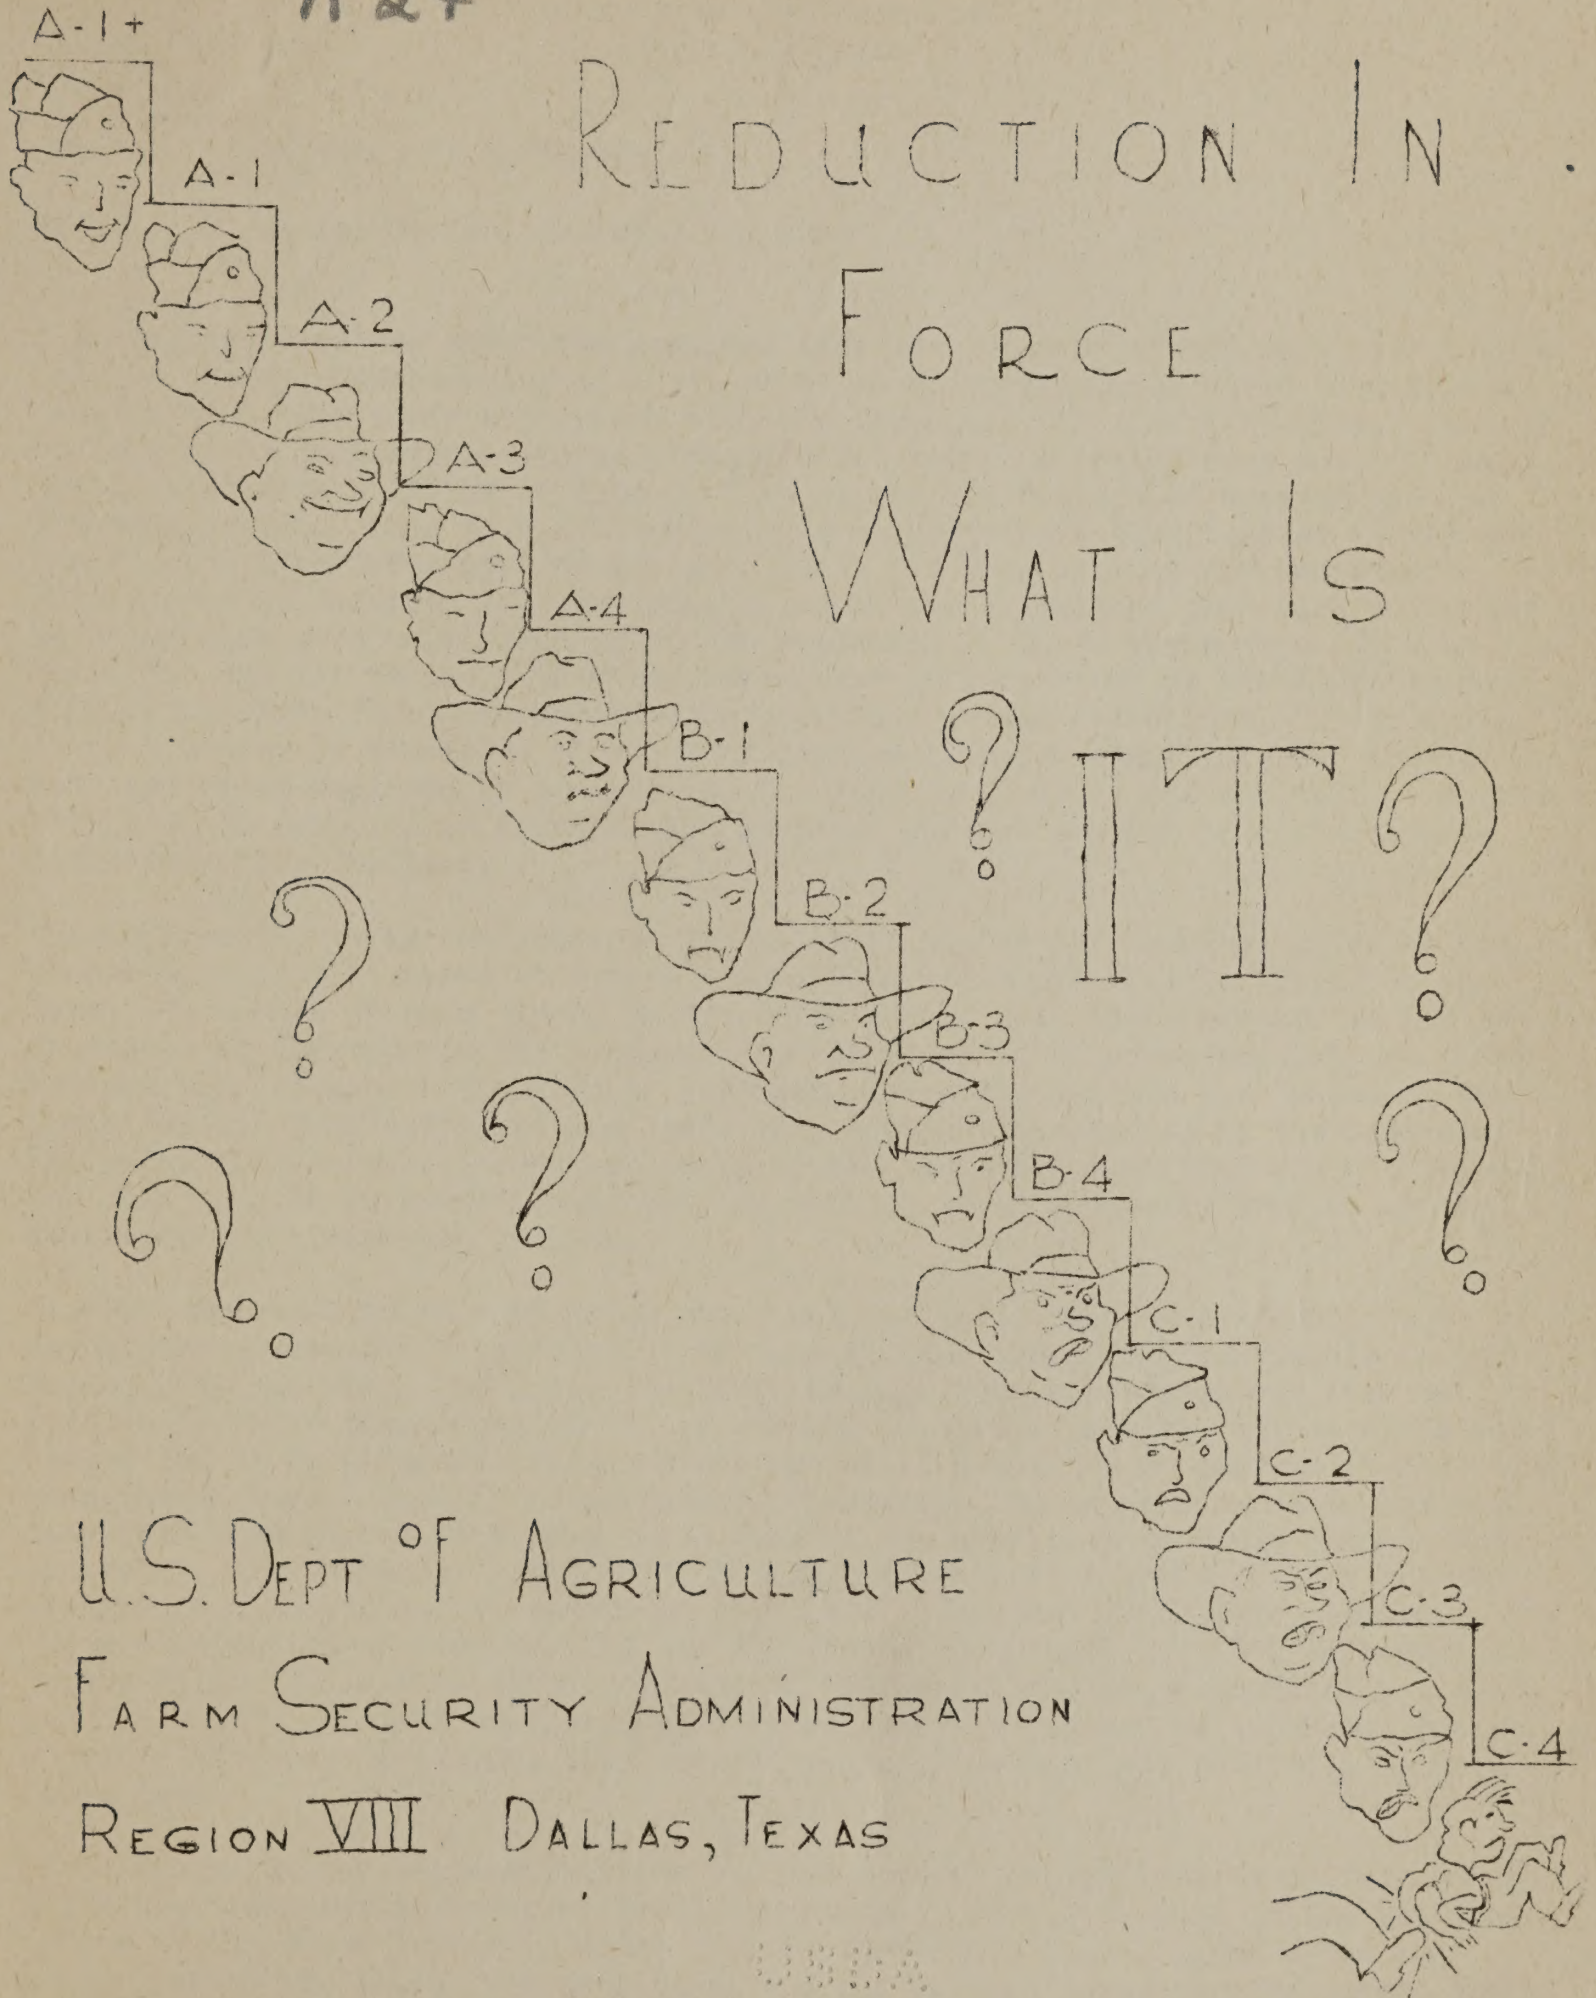 A-1+
REDUCTION IN
A-1
FORCE
A-2
A-3
WHAT IS
A-4
B-1
? IT ?
B-2
?
B-3
? ?
B-4
?
C-1
C-2
U.S. DEPT OF AGRICULTURE
C-3
FARM SECURITY ADMINISTRATION
C-4
REGION VIII DALLAS, TEXAS
USDA